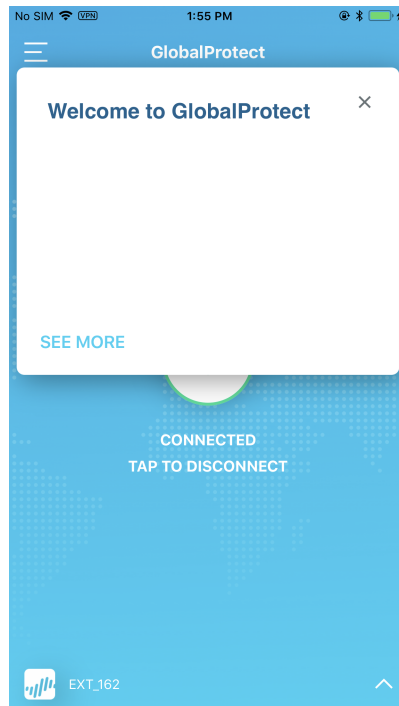 No SIM VPN 1:55 PM
GlobalProtect
Welcome to GlobalProtect
SEE MORE
CONNECTED
TAP TO DISCONNECT
EXT_162